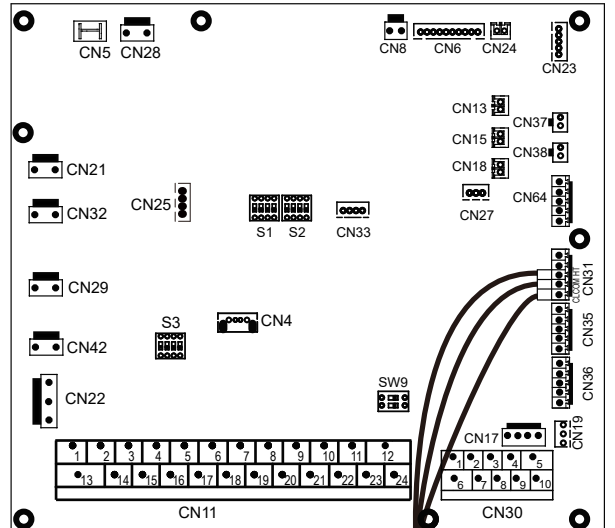 CN5
CN28
CN8
CN6
CN24
CN23
CN13
CN37
CN15
CN38
CN18
CN21
CN25
CN27
CN64
CN32
S1
S2
CN33
CN31
CL COM HT
CN29
CN4
CN35
S3
CN42
SW9
CN36
CN22
CN17
CN19
1 2 3 4 5 6 7 8 9 10 11 12
13 14 15 16 17 18 19 20 21 22 23 24
1 2 3 4 5
6 7 8 9 10
CN11
CN30